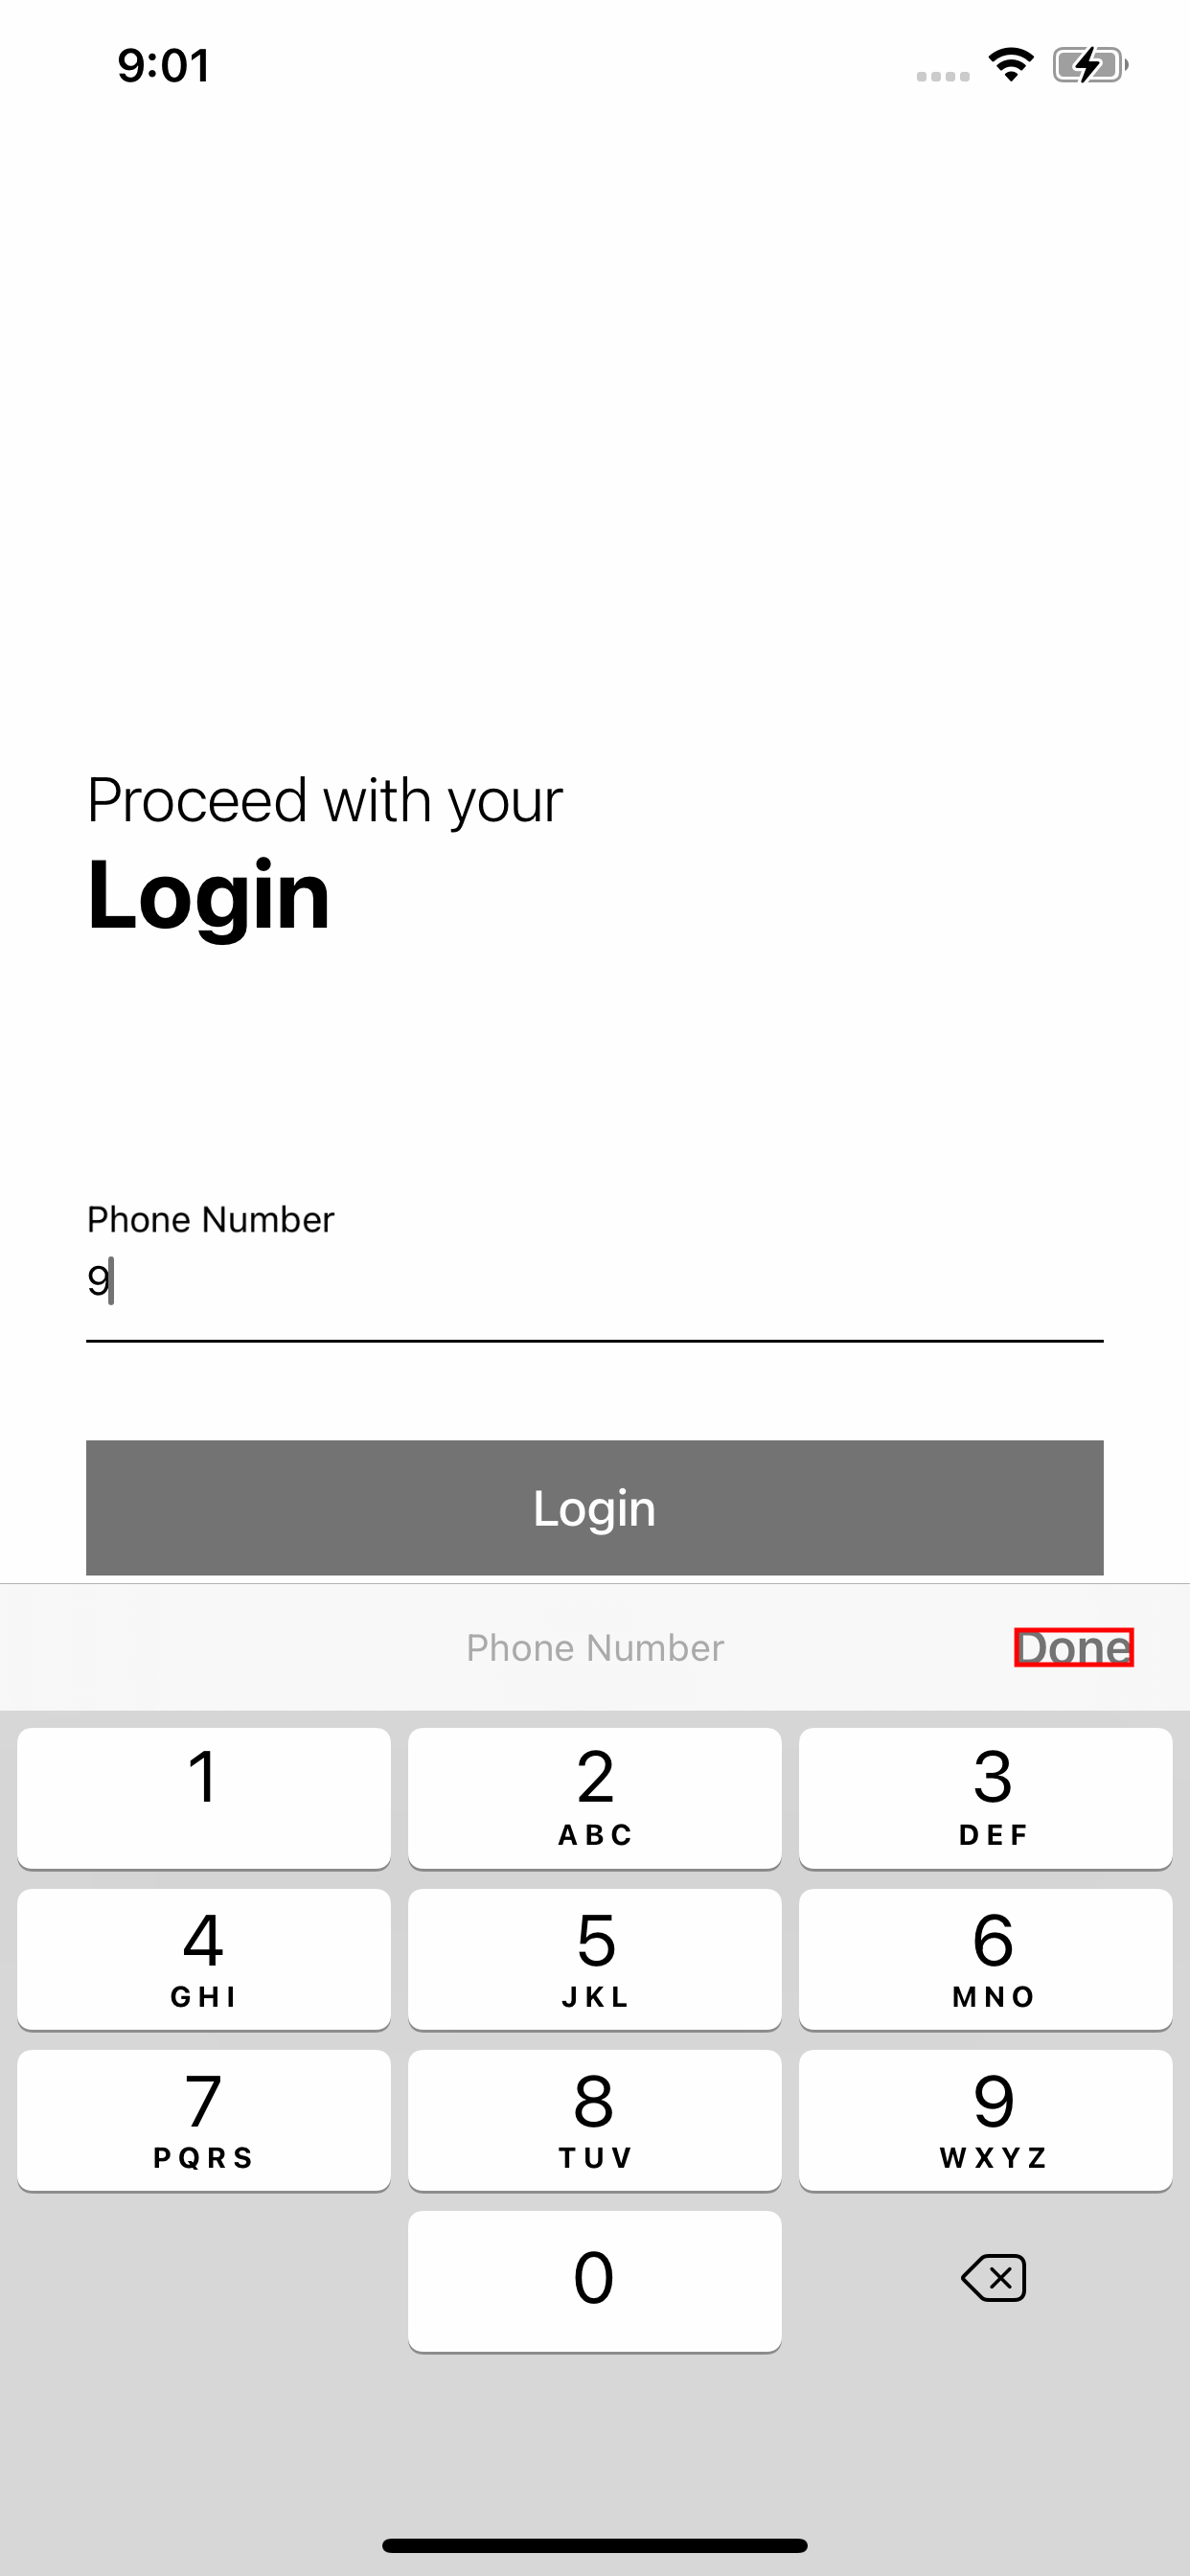 9:01
Proceed with your
Login
Phone Number
9
Login
Phone Number Done
1 2 3
ABC DEF
4 5 6
GHI JKL MNO
7 8 9
PQRS TUV WXYZ
0